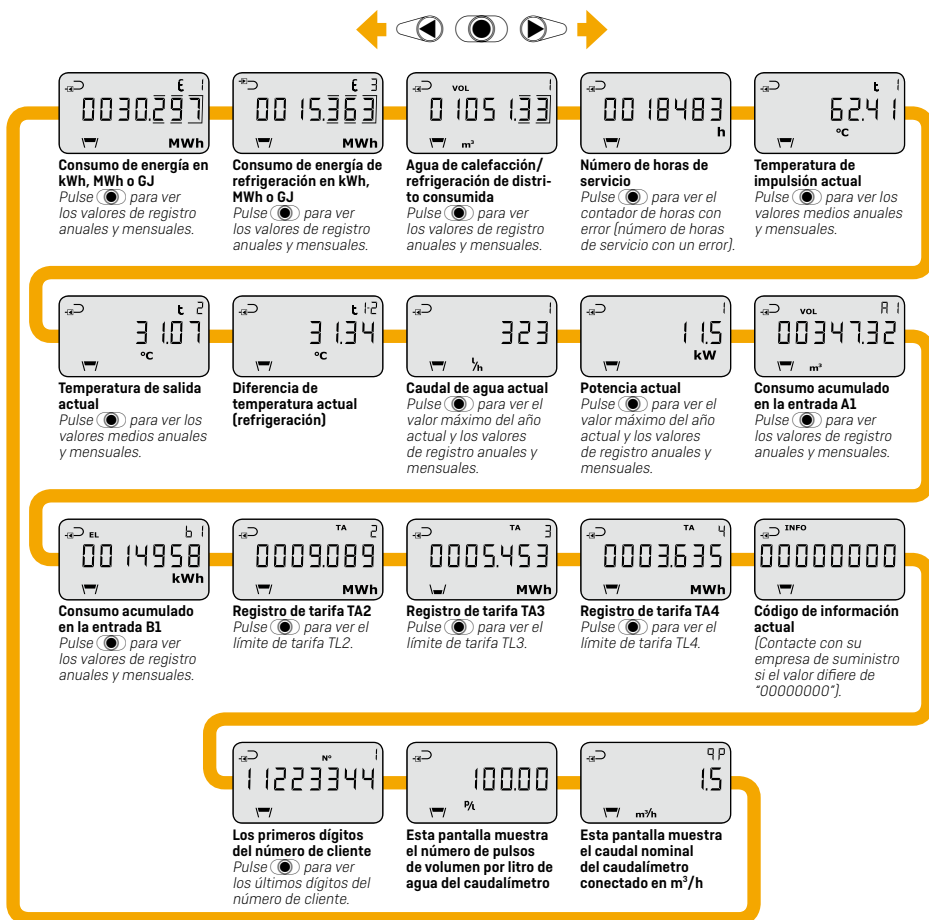 E 1
0030.297
MWh
Consumo de energía en
kWh, MWh o GJ
Pulse para ver
los valores de registro
anuales y mensuales.
E 3
0015.363
MWh
Consumo de energía de
refrigeración en kWh,
MWh o GJ
Pulse para ver
los valores de registro
anuales y mensuales.
VOL 1
01051.33
m³
Agua de calefacción/
refrigeración de distri-
to consumida
Pulse para ver
los valores de registro
anuales y mensuales.
0018483
h
Número de horas de
servicio
Pulse para ver el
contador de horas con
error (número de horas
de servicio con un error).
t 1
62.41
°C
Temperatura de
impulsión actual
Pulse para ver los
valores medios anuales
y mensuales.
t 2
31.07
°C
Temperatura de salida
actual
Pulse para ver los
valores medios anuales
y mensuales.
t 1-2
31.34
°C
Diferencia de
temperatura actual
(refrigeración)
1
323
l/h
Caudal de agua actual
Pulse para ver el
valor máximo del año
actual y los valores
de registro anuales y
mensuales.
1
11.5
kW
Potencia actual
Pulse para ver el
valor máximo del año
actual y los valores
de registro anuales y
mensuales.
VOL A1
00347.32
m³
Consumo acumulado
en la entrada A1
Pulse para ver
los valores de registro
anuales y mensuales.
EL b1
0014958
kWh
Consumo acumulado
en la entrada B1
Pulse para ver
los valores de registro
anuales y mensuales.
TA 2
0009.089
MWh
Registro de tarifa TA2
Pulse para ver el
límite de tarifa TL2.
TA 3
0005.453
MWh
Registro de tarifa TA3
Pulse para ver el
límite de tarifa TL3.
TA 4
0003.635
MWh
Registro de tarifa TA4
Pulse para ver el
límite de tarifa TL4.
INFO
00000000
Código de información
actual
(Contacte con su
empresa de suministro
si el valor difiere de
"00000000").
N° 1
11223344
Los primeros dígitos
del número de cliente
Pulse para ver
los últimos dígitos del
número de cliente.
100.00
P/l
Esta pantalla muestra
el número de pulsos
de volumen por litro de
agua del caudalímetro
qP
1.5
m³/h
Esta pantalla muestra
el caudal nominal
del caudalímetro
conectado en m³/h